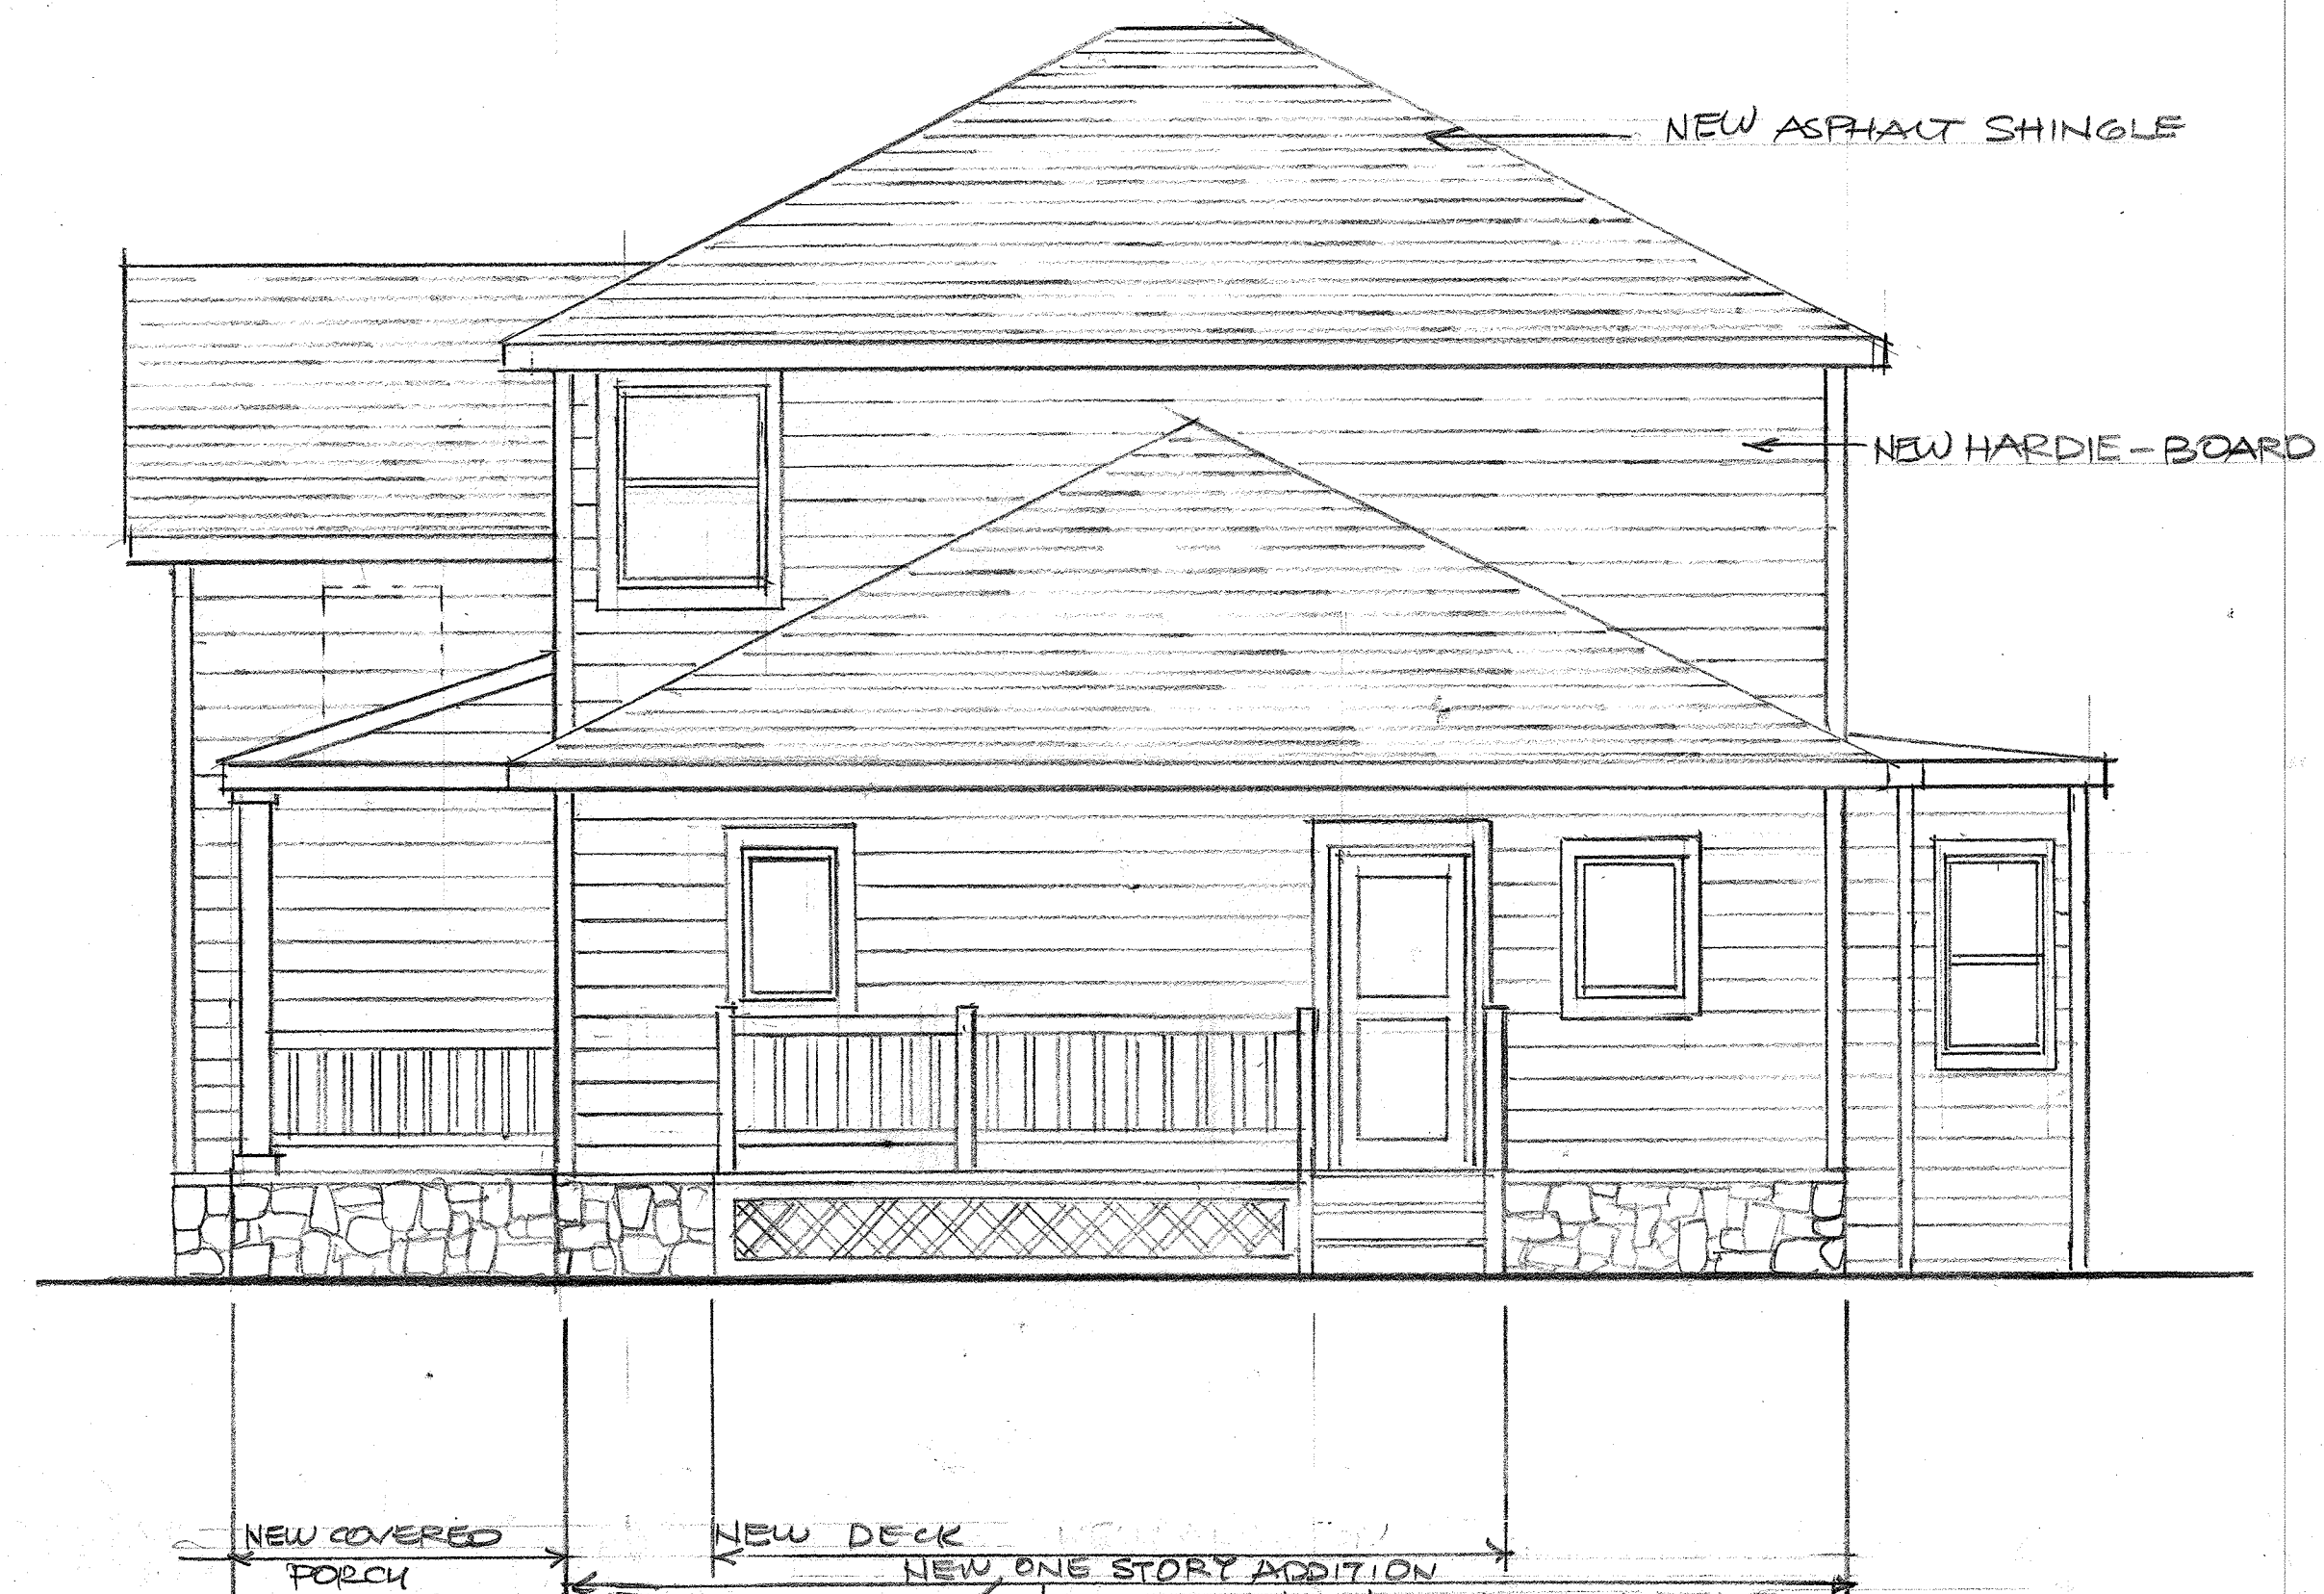 NEW ASPHALT SHINGLE
NEW HARDIE-BOARD
NEW COVERED
PORCH
NEW DECK
NEW ONE STORY ADDITION